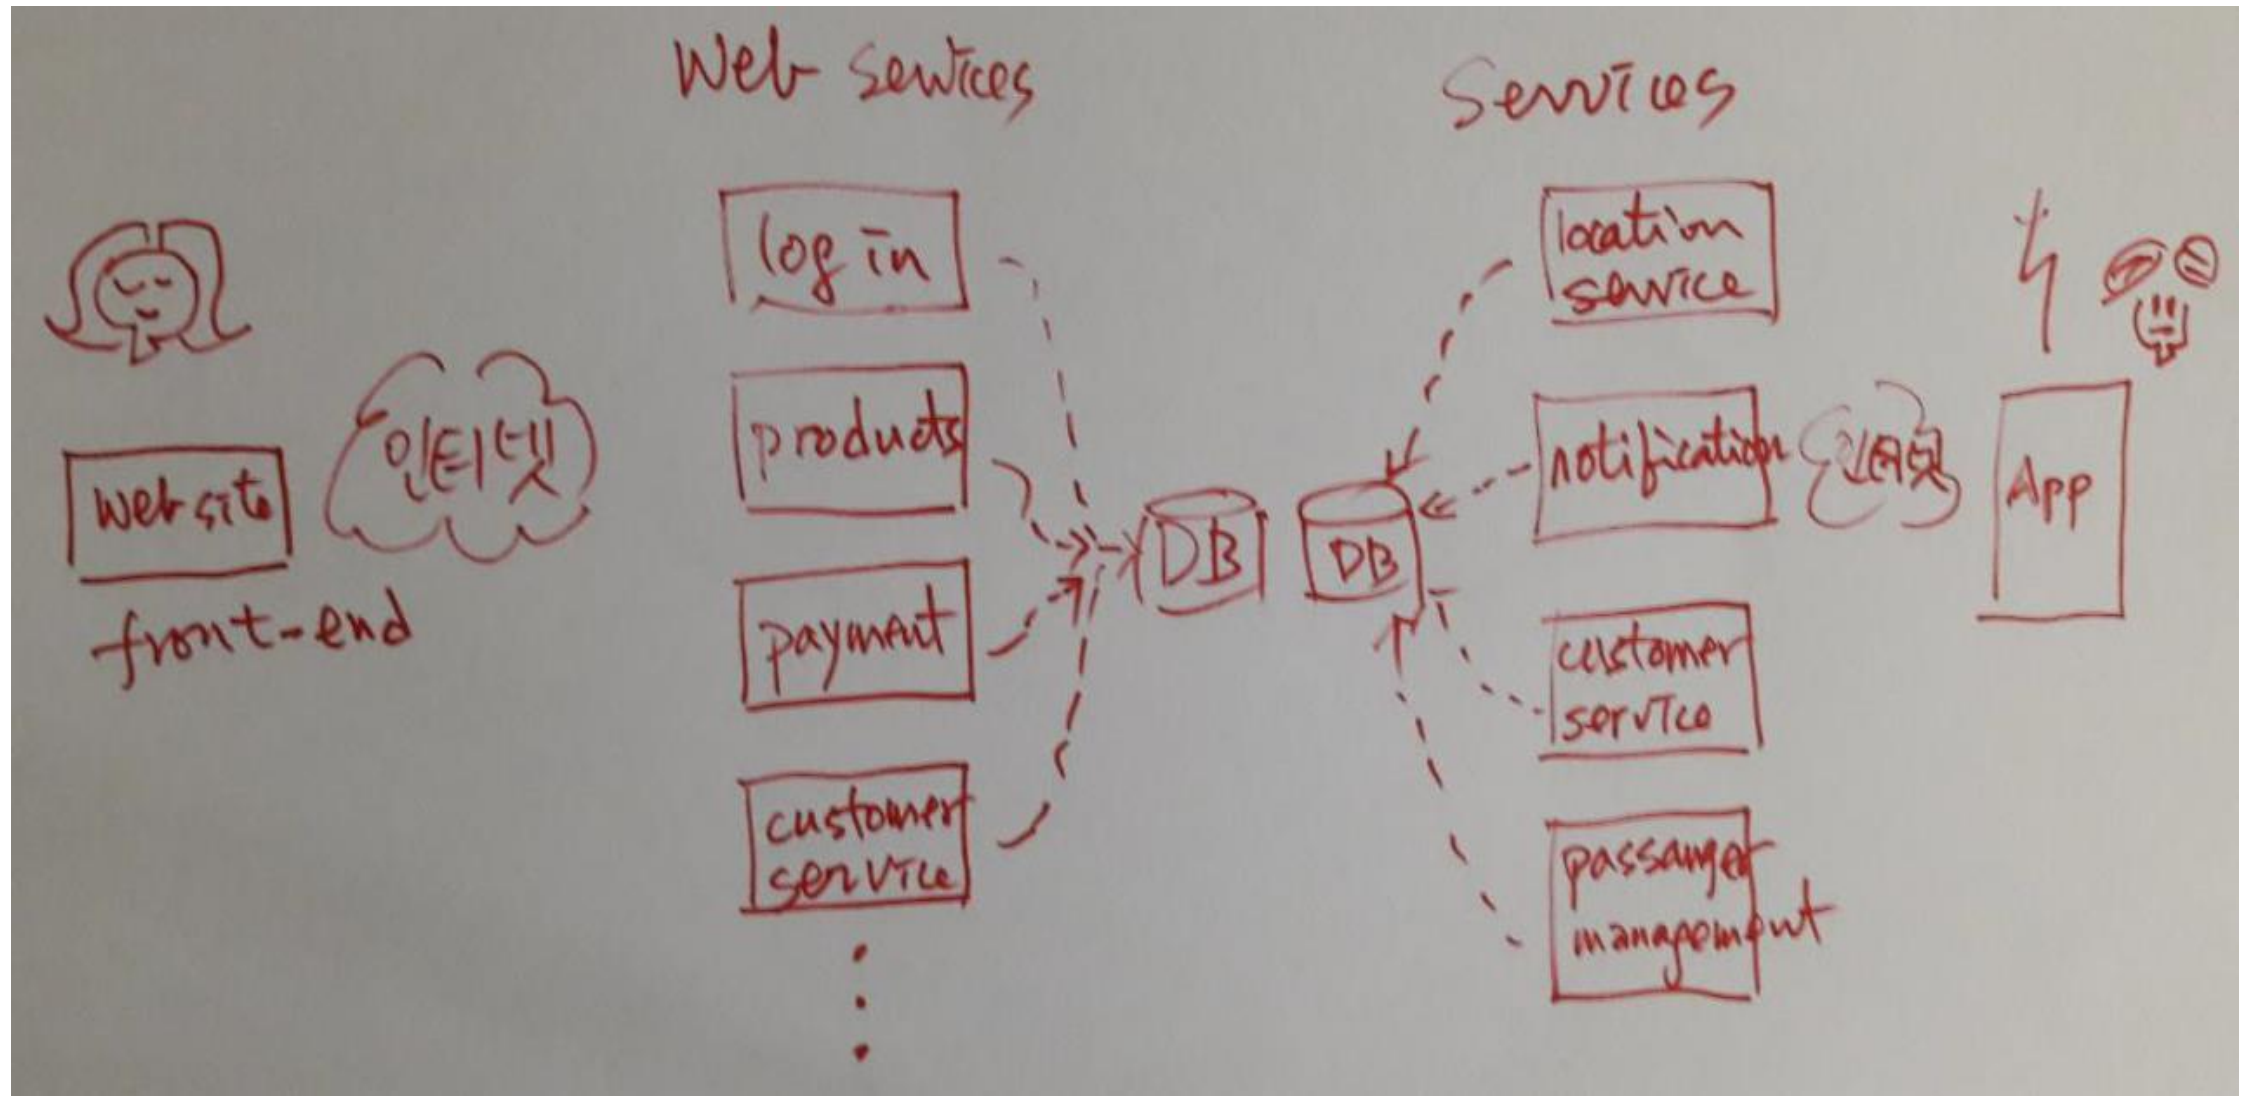 Web services
Services
log in
products
payment
customer
service
website
front-end
인터넷
DB
DB
location
service
notification
customer
service
passanger
management
인터넷
App